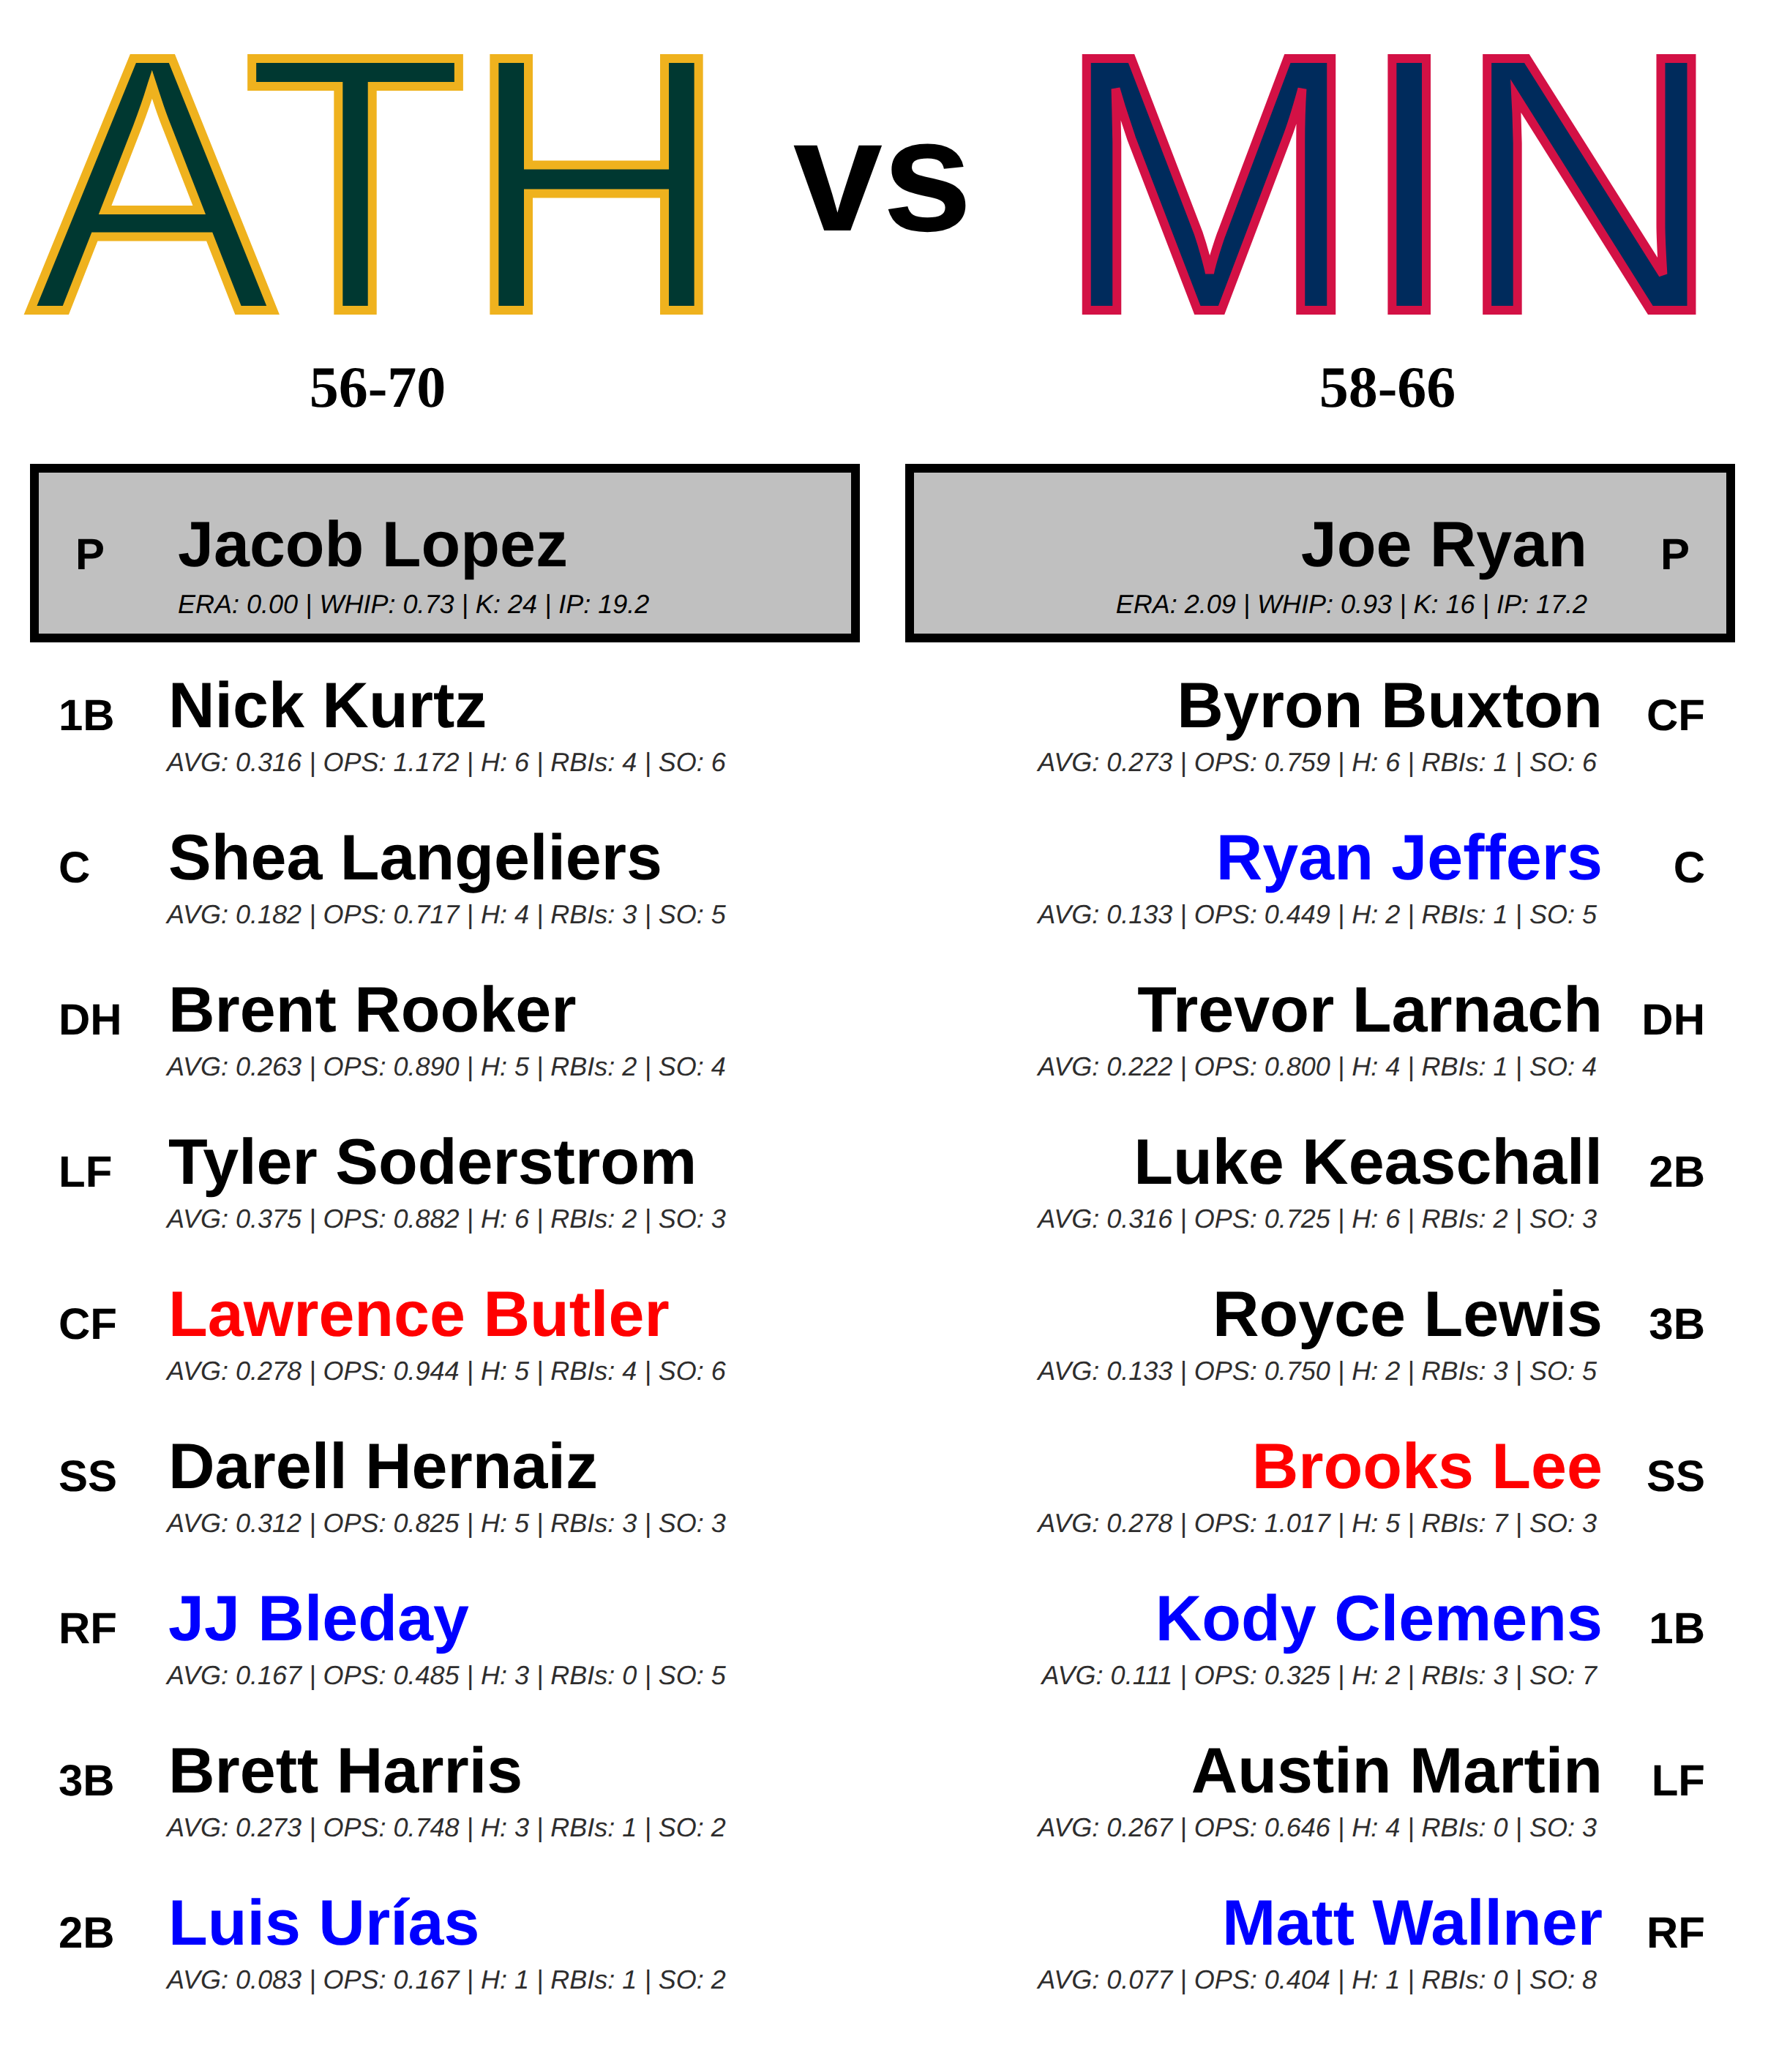 ATH vs MIN
56-70 58-66
P Jacob Lopez
ERA: 0.00 | WHIP: 0.73 | K: 24 | IP: 19.2
Joe Ryan P
ERA: 2.09 | WHIP: 0.93 | K: 16 | IP: 17.2
1B Nick Kurtz
AVG: 0.316 | OPS: 1.172 | H: 6 | RBIs: 4 | SO: 6
C Shea Langeliers
AVG: 0.182 | OPS: 0.717 | H: 4 | RBIs: 3 | SO: 5
DH Brent Rooker
AVG: 0.263 | OPS: 0.890 | H: 5 | RBIs: 2 | SO: 4
LF Tyler Soderstrom
AVG: 0.375 | OPS: 0.882 | H: 6 | RBIs: 2 | SO: 3
CF Lawrence Butler
AVG: 0.278 | OPS: 0.944 | H: 5 | RBIs: 4 | SO: 6
SS Darell Hernaiz
AVG: 0.312 | OPS: 0.825 | H: 5 | RBIs: 3 | SO: 3
RF JJ Bleday
AVG: 0.167 | OPS: 0.485 | H: 3 | RBIs: 0 | SO: 5
3B Brett Harris
AVG: 0.273 | OPS: 0.748 | H: 3 | RBIs: 1 | SO: 2
2B Luis Urías
AVG: 0.083 | OPS: 0.167 | H: 1 | RBIs: 1 | SO: 2
Byron Buxton CF
AVG: 0.273 | OPS: 0.759 | H: 6 | RBIs: 1 | SO: 6
Ryan Jeffers C
AVG: 0.133 | OPS: 0.449 | H: 2 | RBIs: 1 | SO: 5
Trevor Larnach DH
AVG: 0.222 | OPS: 0.800 | H: 4 | RBIs: 1 | SO: 4
Luke Keaschall 2B
AVG: 0.316 | OPS: 0.725 | H: 6 | RBIs: 2 | SO: 3
Royce Lewis 3B
AVG: 0.133 | OPS: 0.750 | H: 2 | RBIs: 3 | SO: 5
Brooks Lee SS
AVG: 0.278 | OPS: 1.017 | H: 5 | RBIs: 7 | SO: 3
Kody Clemens 1B
AVG: 0.111 | OPS: 0.325 | H: 2 | RBIs: 3 | SO: 7
Austin Martin LF
AVG: 0.267 | OPS: 0.646 | H: 4 | RBIs: 0 | SO: 3
Matt Wallner RF
AVG: 0.077 | OPS: 0.404 | H: 1 | RBIs: 0 | SO: 8